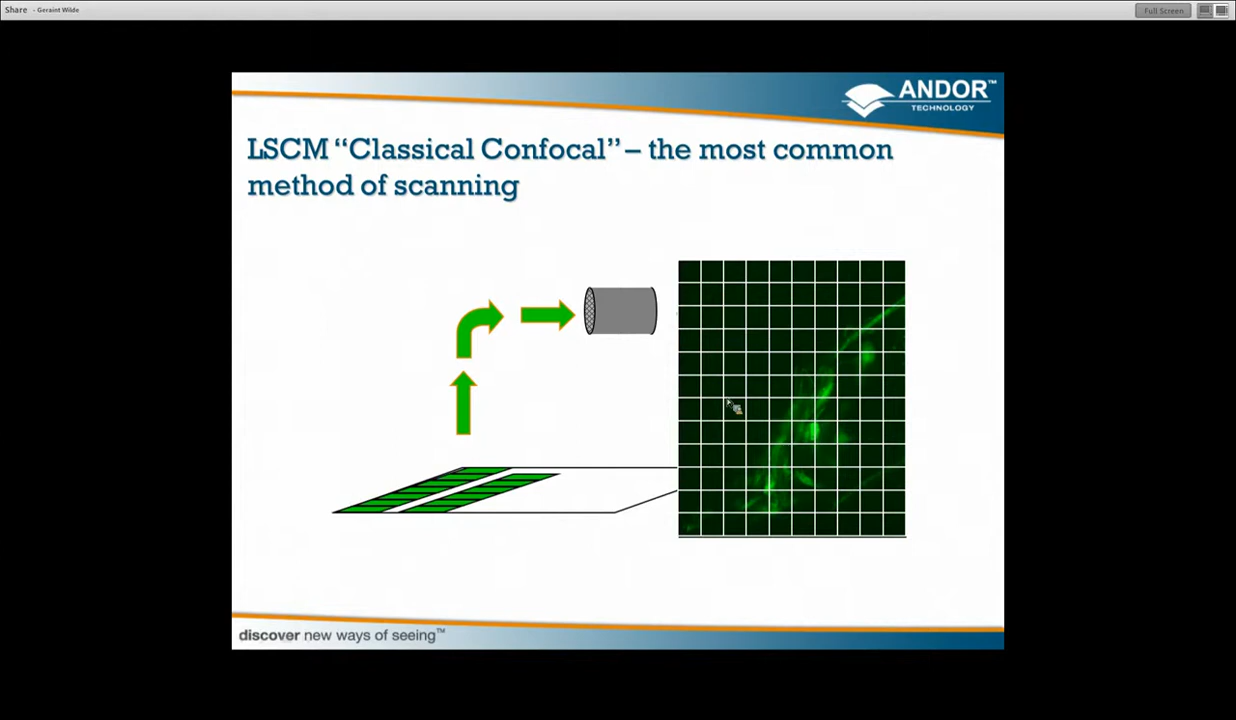 Share - Geraint Wilde
Full Screen
ANDOR™
TECHNOLOGY
LSCM “Classical Confocal” – the most common
method of scanning
discover new ways of seeing™